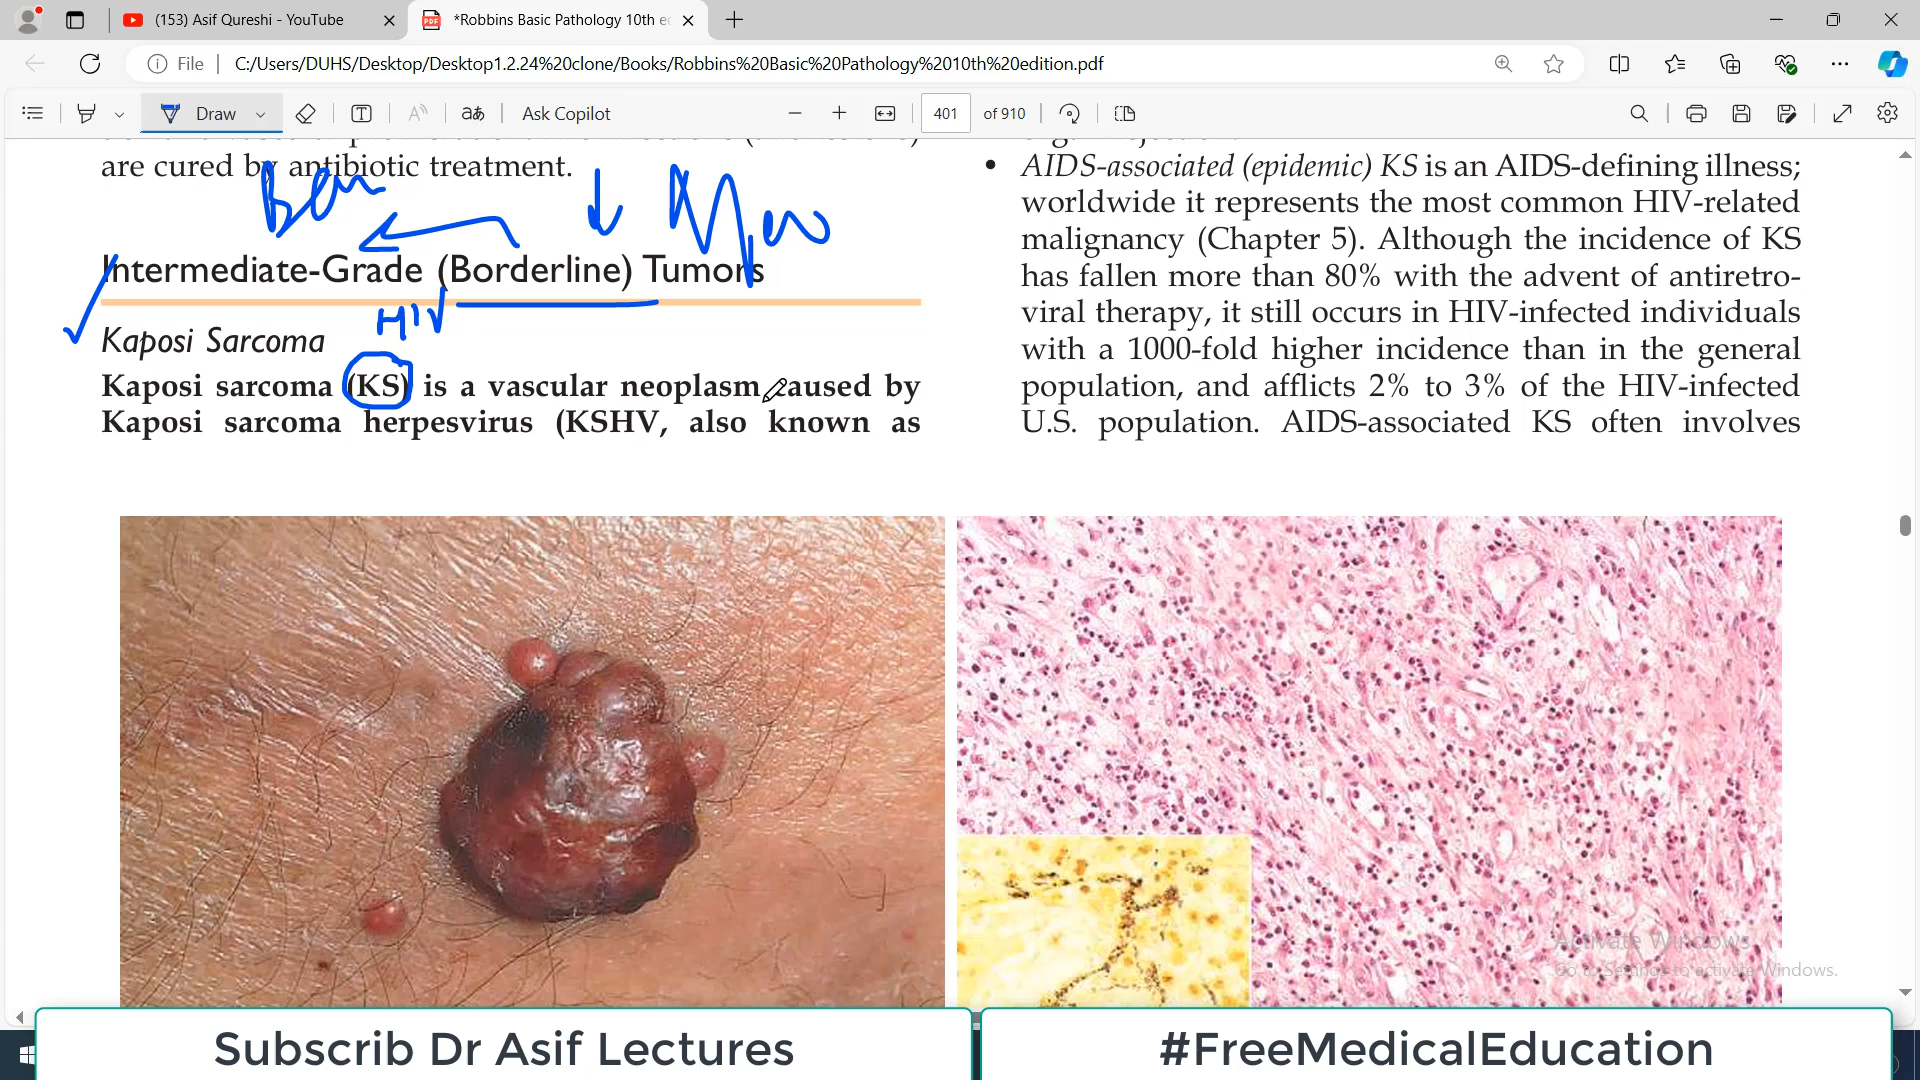 (153) Asif Qureshi - YouTube
*Robbins Basic Pathology 10th e
File
C:/Users/DUHS/Desktop/Desktop1.2.24%20clone/Books/Robbins%20Basic%20Pathology%2010th%20edition.pdf
Draw
Ask Copilot
401 of 910
are cured by antibiotic treatment.
Ben
Intermediate-Grade (Borderline) Tumors
HIV
Kaposi Sarcoma
Kaposi sarcoma (KS) is a vascular neoplasm caused by
Kaposi sarcoma herpesvirus (KSHV, also known as
• AIDS-associated (epidemic) KS is an AIDS-defining illness;
worldwide it represents the most common HIV-related
malignancy (Chapter 5). Although the incidence of KS
has fallen more than 80% with the advent of antiretro-
viral therapy, it still occurs in HIV-infected individuals
with a 1000-fold higher incidence than in the general
population, and afflicts 2% to 3% of the HIV-infected
U.S. population. AIDS-associated KS often involves
Activate Windows
Go to Settings to activate Windows.
Subscrib Dr Asif Lectures
#FreeMedicalEducation